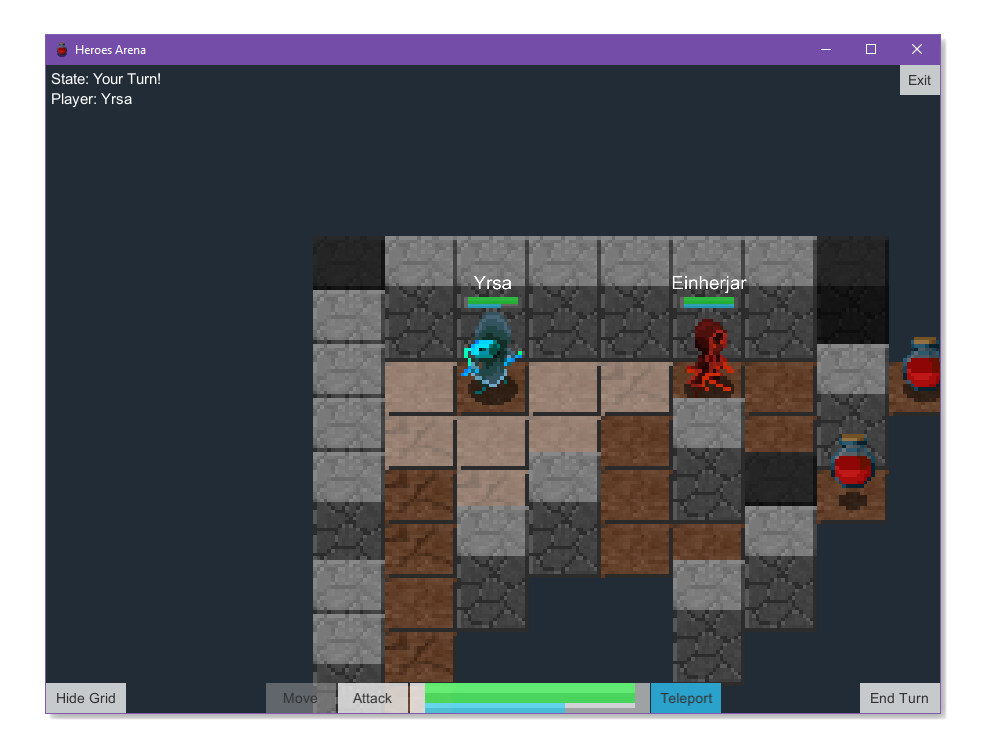 Heroes Arena
State: Your Turn!
Player: Yrsa
Exit
Yrsa
Einherjar
Hide Grid
Move
Attack
Teleport
End Turn